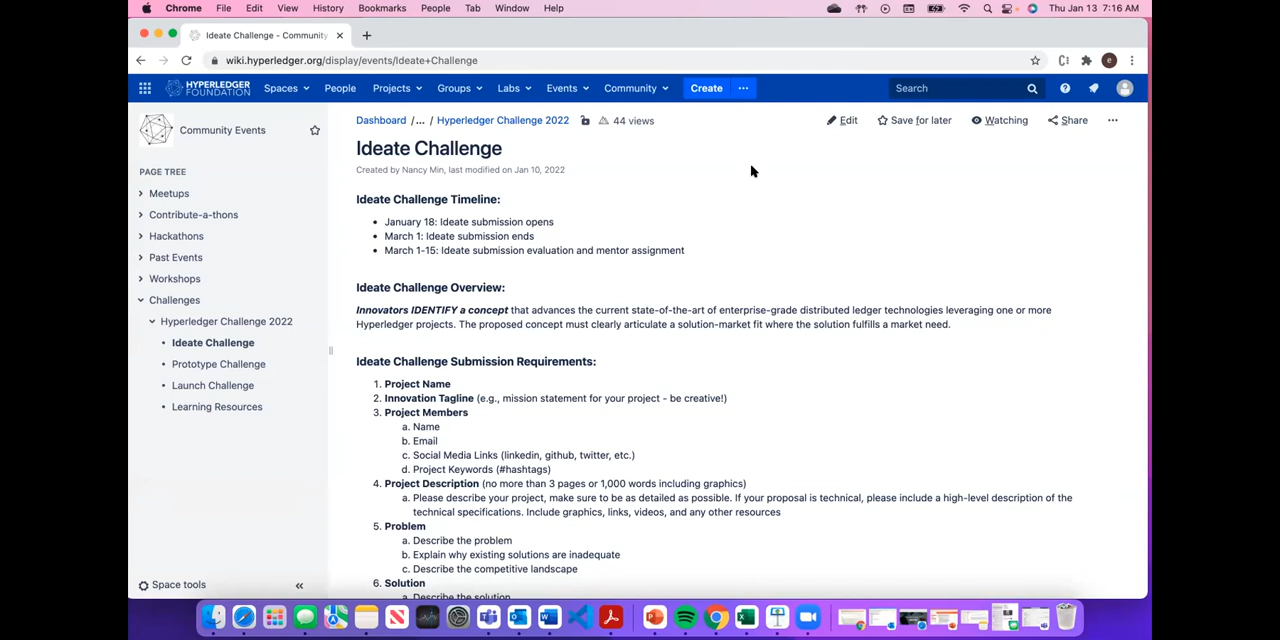 Chrome File Edit View History Bookmarks People Tab Window Help Thu Jan 13 7:16 AM
Ideate Challenge - Community
wiki.hyperledger.org/display/events/Ideate+Challenge
HYPERLEDGER FOUNDATION Spaces People Projects Groups Labs Events Community Create ••• Search
Community Events
PAGE TREE
Meetups
Contribute-a-thons
Hackathons
Past Events
Workshops
Challenges
Hyperledger Challenge 2022
• Ideate Challenge
• Prototype Challenge
• Launch Challenge
• Learning Resources
Space tools «
Dashboard /... / Hyperledger Challenge 2022 44 views Edit Save for later Watching Share •••
Ideate Challenge
Created by Nancy Min, last modified on Jan 10, 2022
Ideate Challenge Timeline:
• January 18: Ideate submission opens
• March 1: Ideate submission ends
• March 1-15: Ideate submission evaluation and mentor assignment
Ideate Challenge Overview:
Innovators IDENTIFY a concept that advances the current state-of-the-art of enterprise-grade distributed ledger technologies leveraging one or more
Hyperledger projects. The proposed concept must clearly articulate a solution-market fit where the solution fulfills a market need.
Ideate Challenge Submission Requirements:
1. Project Name
2. Innovation Tagline (e.g., mission statement for your project - be creative!)
3. Project Members
a. Name
b. Email
c. Social Media Links (linkedin, github, twitter, etc.)
d. Project Keywords (#hashtags)
4. Project Description (no more than 3 pages or 1,000 words including graphics)
a. Please describe your project, make sure to be as detailed as possible. If your proposal is technical, please include a high-level description of the
technical specifications. Include graphics, links, videos, and any other resources
5. Problem
a. Describe the problem
b. Explain why existing solutions are inadequate
c. Describe the competitive landscape
6. Solution
a. Describe the solution